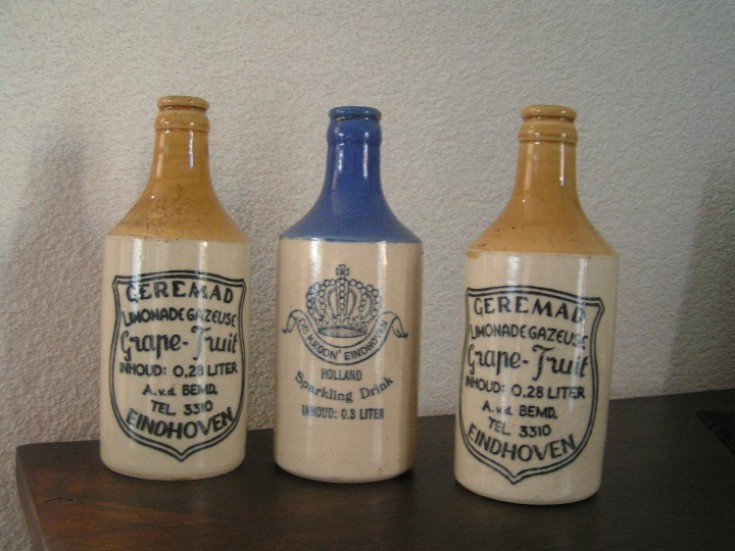 GEREMAD
LIMONADE GAZEUSE
Grape-Fruit
INHOUD: 0,28 LITER
A.v.d. BEMD.
TEL. 3310
EINDHOVEN
"DE KROON" EINDHOVEN
HOLLAND
Sparkling Drink
INHOUD: 0.3 LITER
GEREMAD
LIMONADE GAZEUSE
Grape-Fruit
INHOUD: 0,28 LITER
A.v.d. BEMD.
TEL. 3310
EINDHOVEN